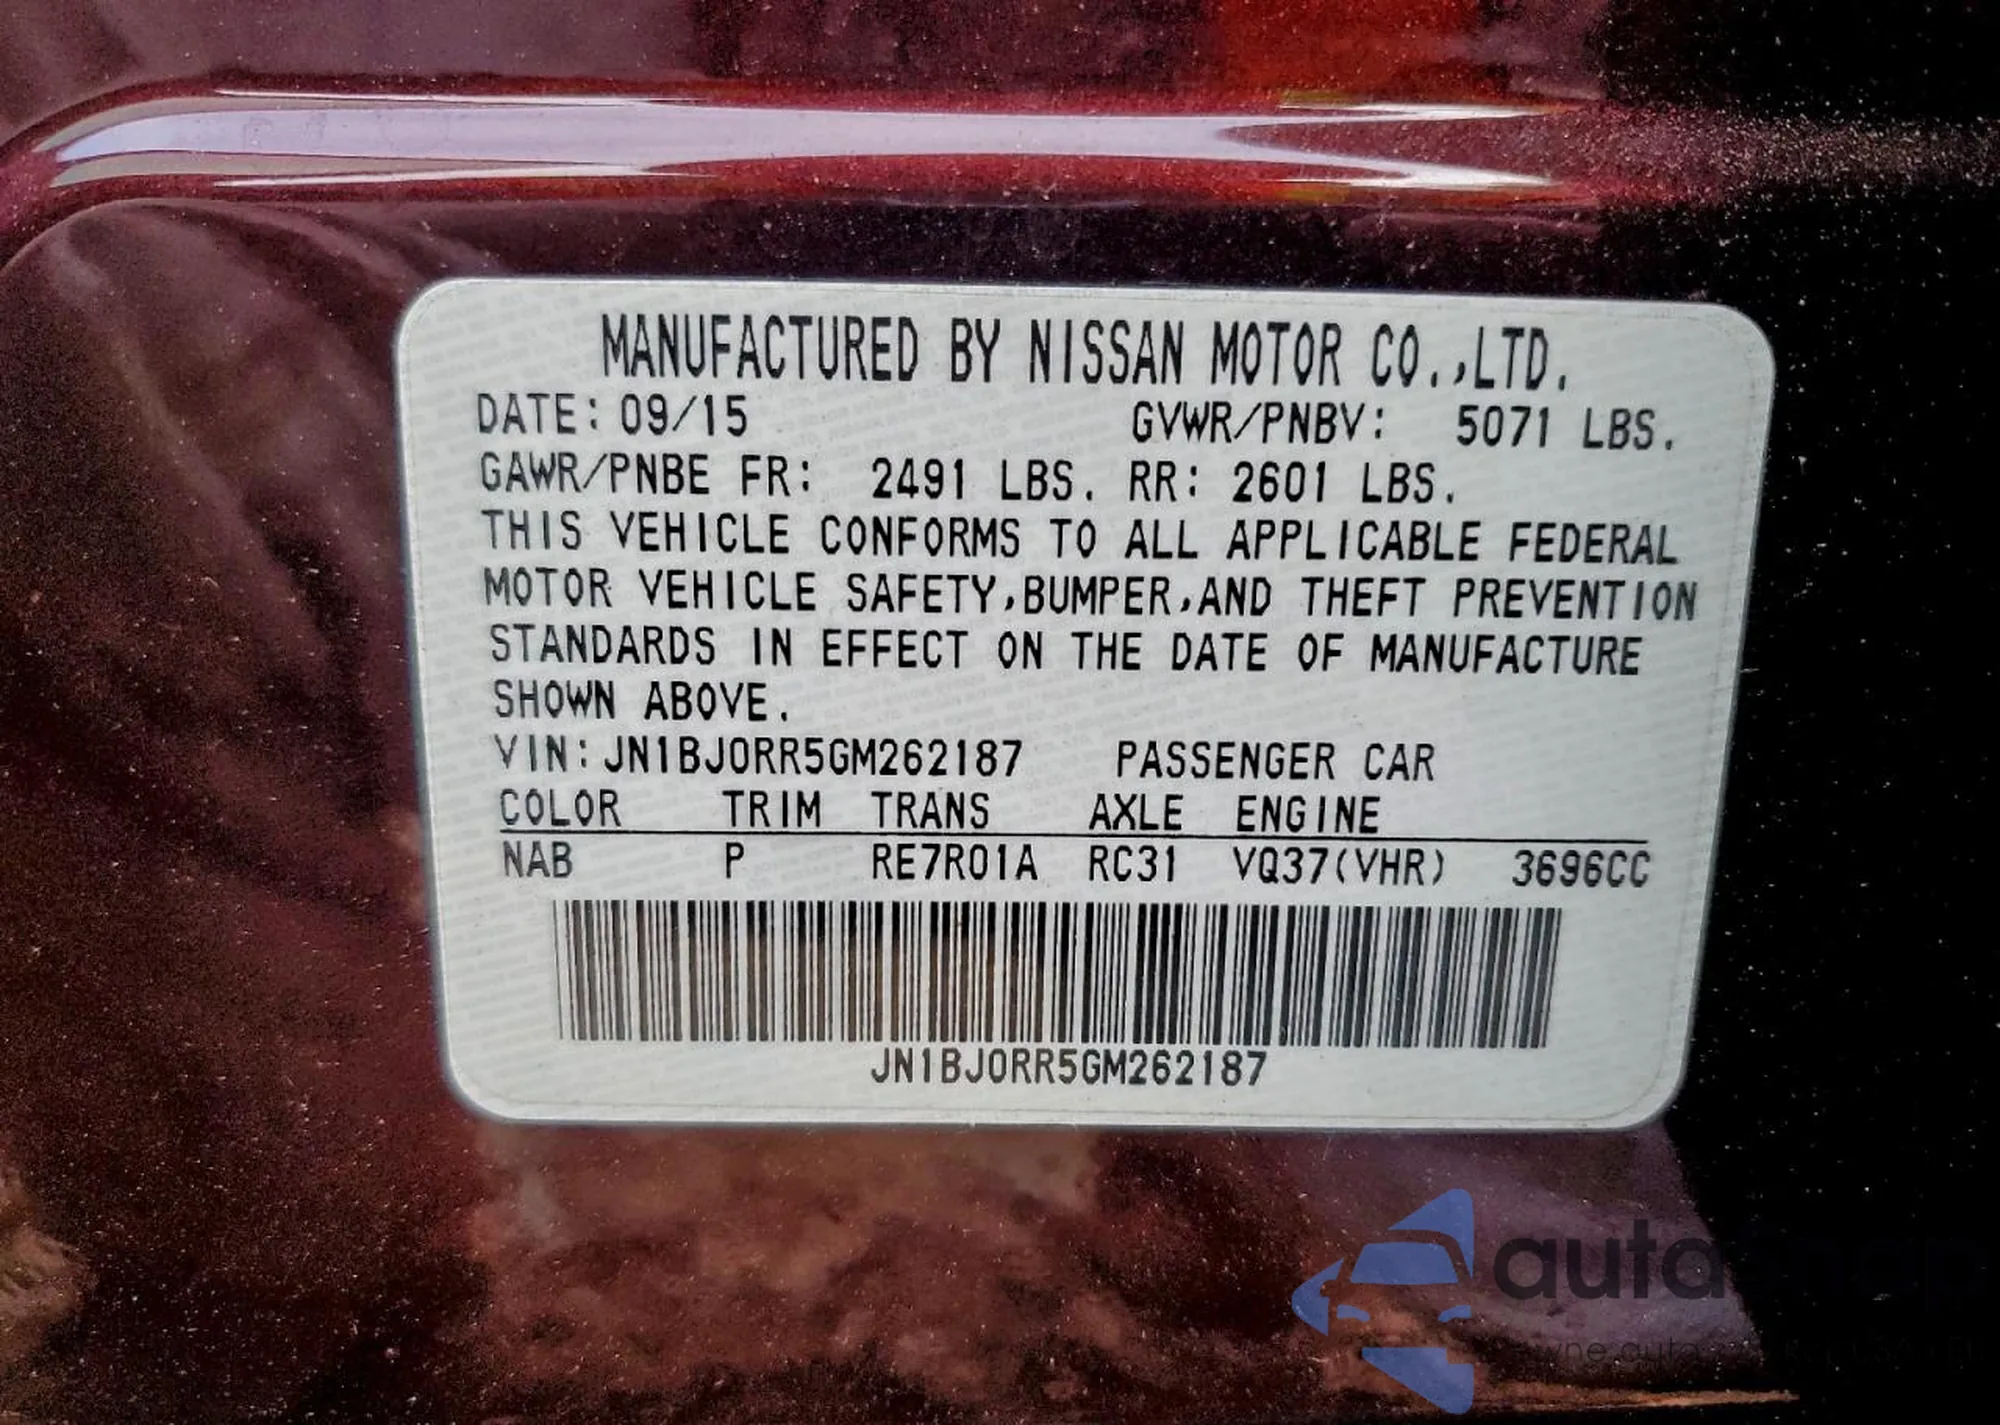 MANUFACTURED BY NISSAN MOTOR CO.,LTD.
DATE: 09/15 GVWR/PNBV: 5071 LBS.
GAWR/PNBE FR: 2491 LBS. RR: 2601 LBS.
THIS VEHICLE CONFORMS TO ALL APPLICABLE FEDERAL
MOTOR VEHICLE SAFETY,BUMPER,AND THEFT PREVENTION
STANDARDS IN EFFECT ON THE DATE OF MANUFACTURE
SHOWN ABOVE.
VIN: JN1BJ0RR5GM262187 PASSENGER CAR
COLOR TRIM TRANS AXLE ENGINE
NAB P RE7R01A RC31 VQ37(VHR) 3696CC
JN1BJ0RR5GM262187